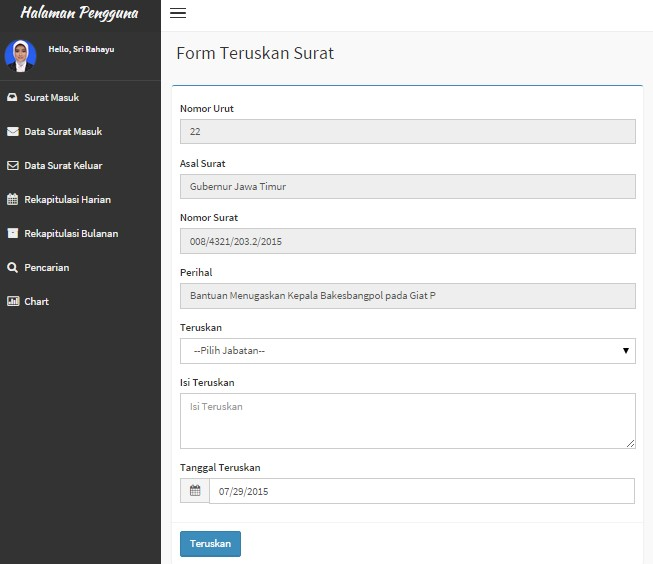 Halaman Pengguna
Hello, Sri Rahayu
Surat Masuk
Data Surat Masuk
Data Surat Keluar
Rekapitulasi Harian
Rekapitulasi Bulanan
Pencarian
Chart
Form Teruskan Surat
Nomor Urut
22
Asal Surat
Gubernur Jawa Timur
Nomor Surat
008/4321/203.2/2015
Perihal
Bantuan Menugaskan Kepala Bakesbangpol pada Giat P
Teruskan
--Pilih Jabatan--
Isi Teruskan
Isi Teruskan
Tanggal Teruskan
07/29/2015
Teruskan